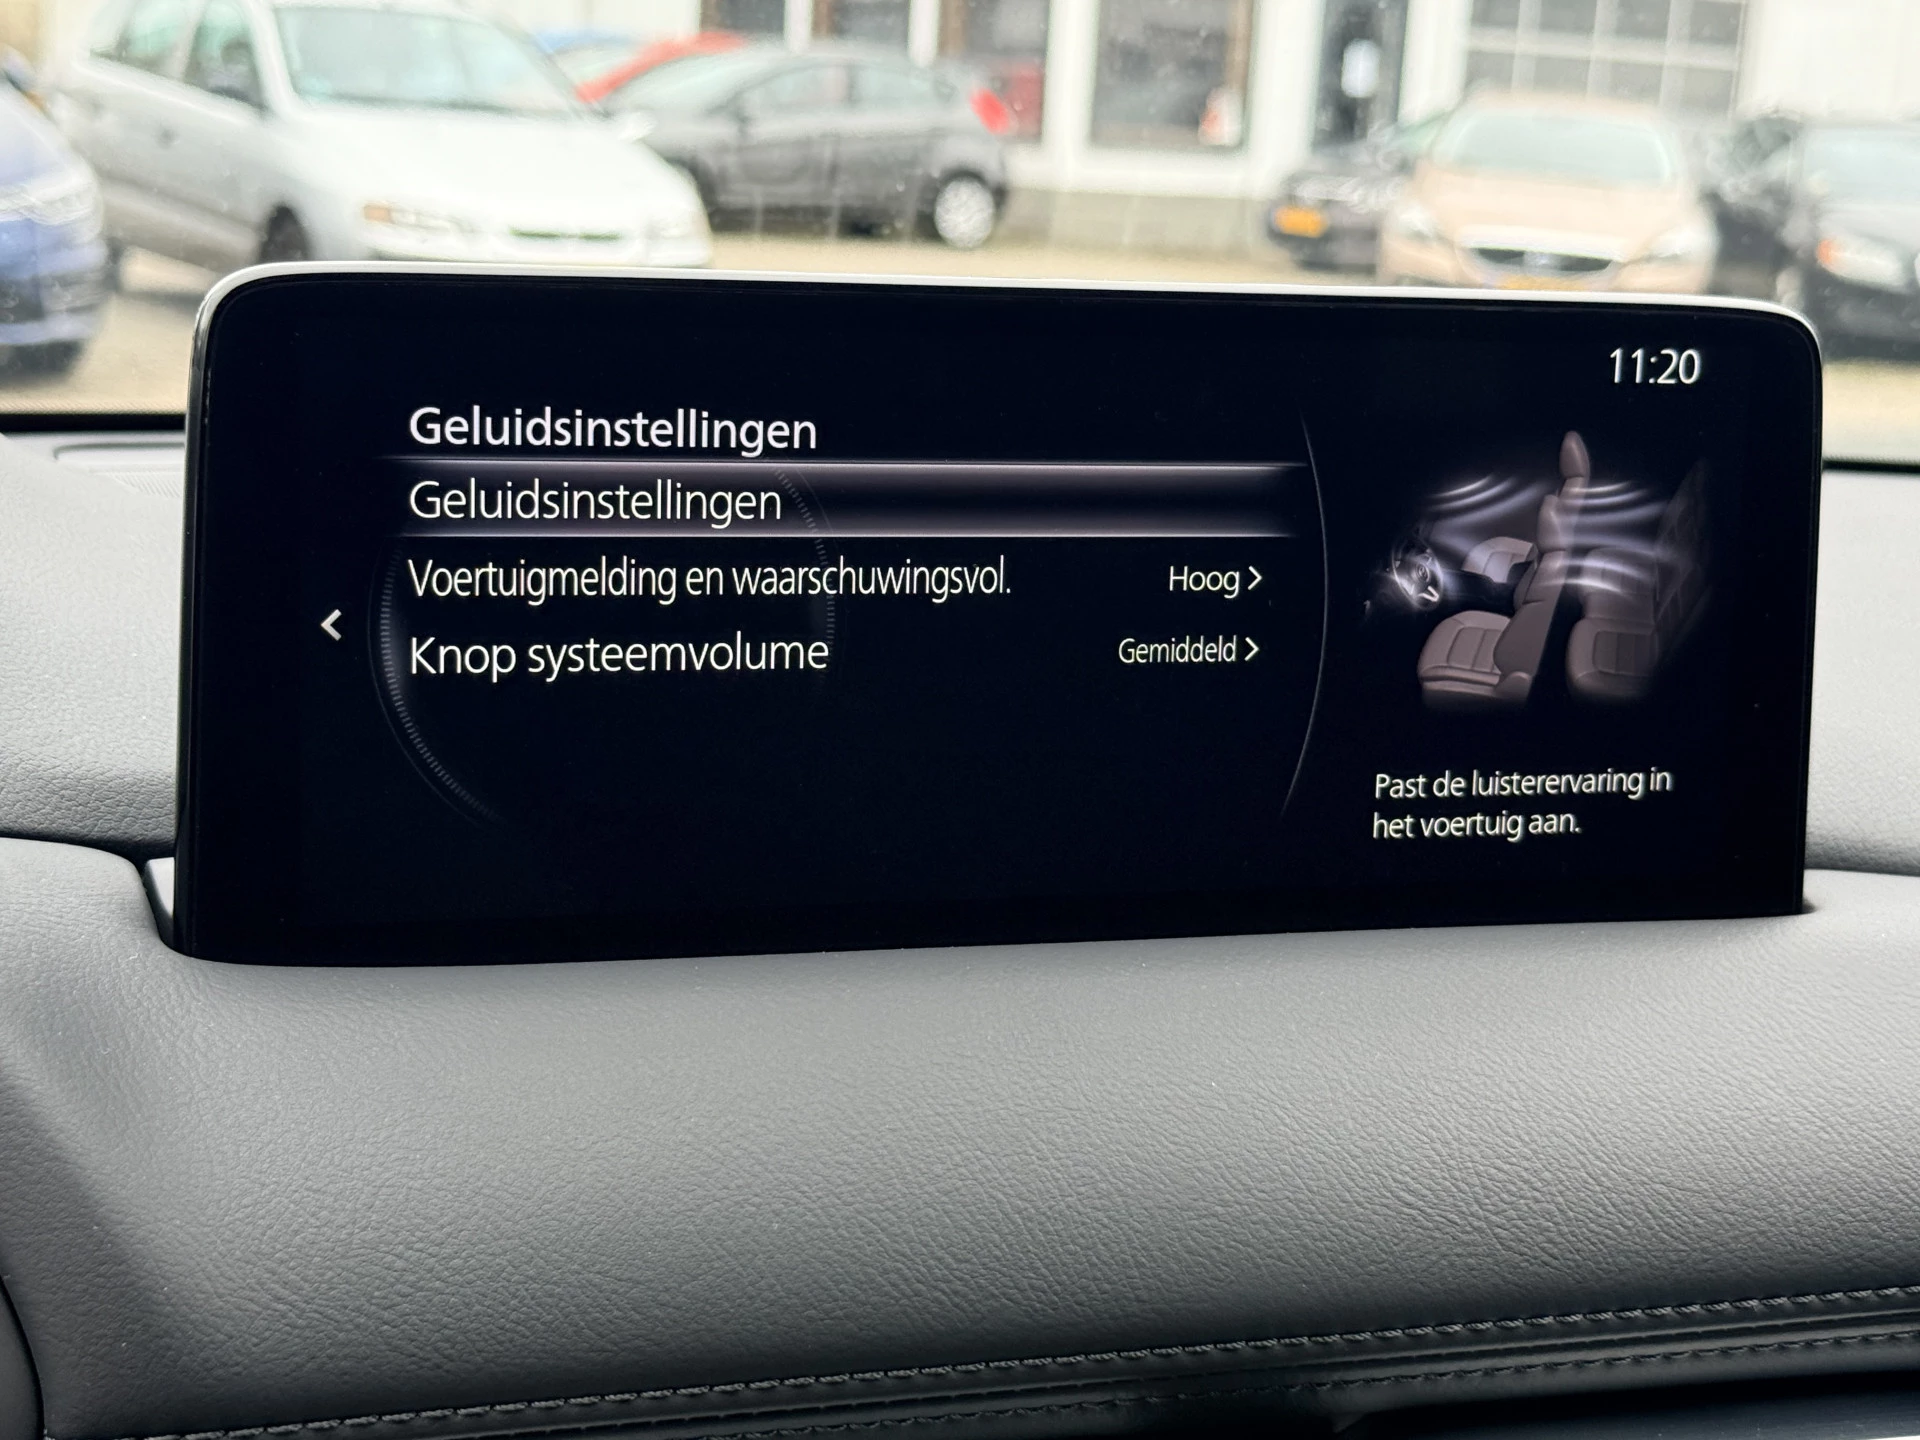 11:20
Geluidsinstellingen
Geluidsinstellingen
Voertuigmelding en waarschuwingsvol. Hoog >
Knop systeemvolume Gemiddeld >
Past de luisterervaring in
het voertuig aan.